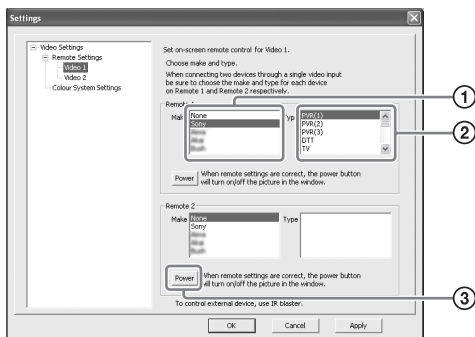 Settings
Video Settings
Remote Settings
Video 1
Video 2
Colour System Settings
Set on-screen remote control for Video 1.
Choose make and type.
When connecting two devices through a single video input
be sure to choose the make and type for each device
on Remote 1 and Remote 2 respectively.
1
Remote
Mak
None
Sony
yp
PVR(1)
PVR(2)
PVR(3)
DTT
TV
2
Power
When remote settings are correct, the power button
will turn on/off the picture in the window.
Remote 2
Make
None
Sony
Type
Power
When remote settings are correct, the power button
will turn on/off the picture in the window.
To control external device, use IR blaster.
3
OK
Cancel
Apply